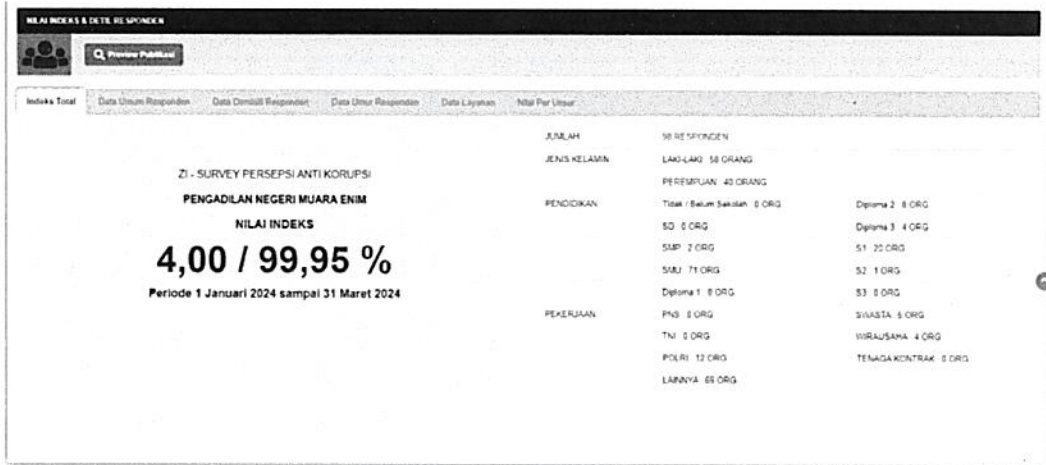 NILAI INDEKS & DETIL RESPONDEN
Preview Publikasi
Indeks Total Data Umum Responden Data Domisili Responden Data Umur Responden Data Layanan Nilai Per Unsur
ZI - SURVEY PERSEPSI ANTI KORUPSI
PENGADILAN NEGERI MUARA ENIM
NILAI INDEKS
4,00 / 99,95 %
Periode 1 Januari 2024 sampai 31 Maret 2024
JUMLAH 98 RESPONDEN
JENIS KELAMIN LAKI-LAKI 58 ORANG
PEREMPUAN 40 ORANG
PENDIDIKAN Tidak / Belum Sekolah 0 ORG Diploma 2 0 ORG
SD 0 ORG Diploma 3 4 ORG
SMP 2 ORG S1 20 ORG
SMU 71 ORG S2 1 ORG
Diploma 1 0 ORG S3 0 ORG
PEKERJAAN PNS ORG SWASTA ORG
TNI 0 ORG WIRAUSAHA 4 ORG
POLRI 12 ORG TENAGA KONTRAK 0 ORG
LAINNYA ORG